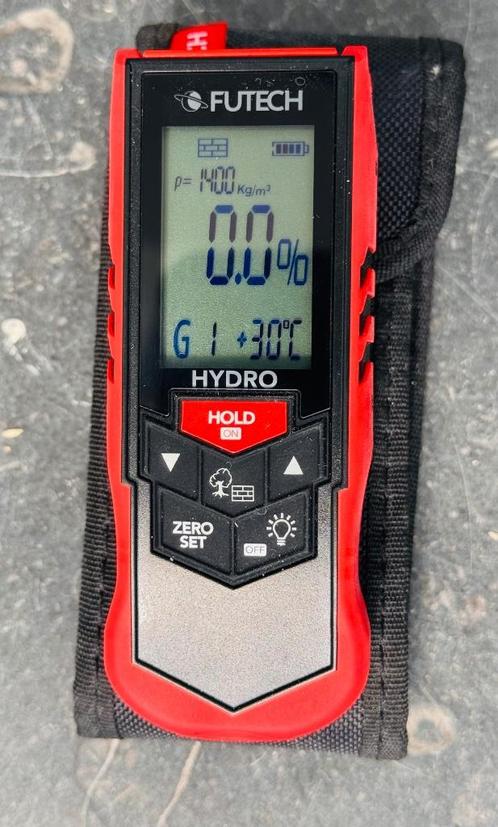 FUTECH
ρ= 1400 Kg/m³
0.0%
G 1 +30°C
HYDRO
HOLD
ON
ZERO
SET
OFF